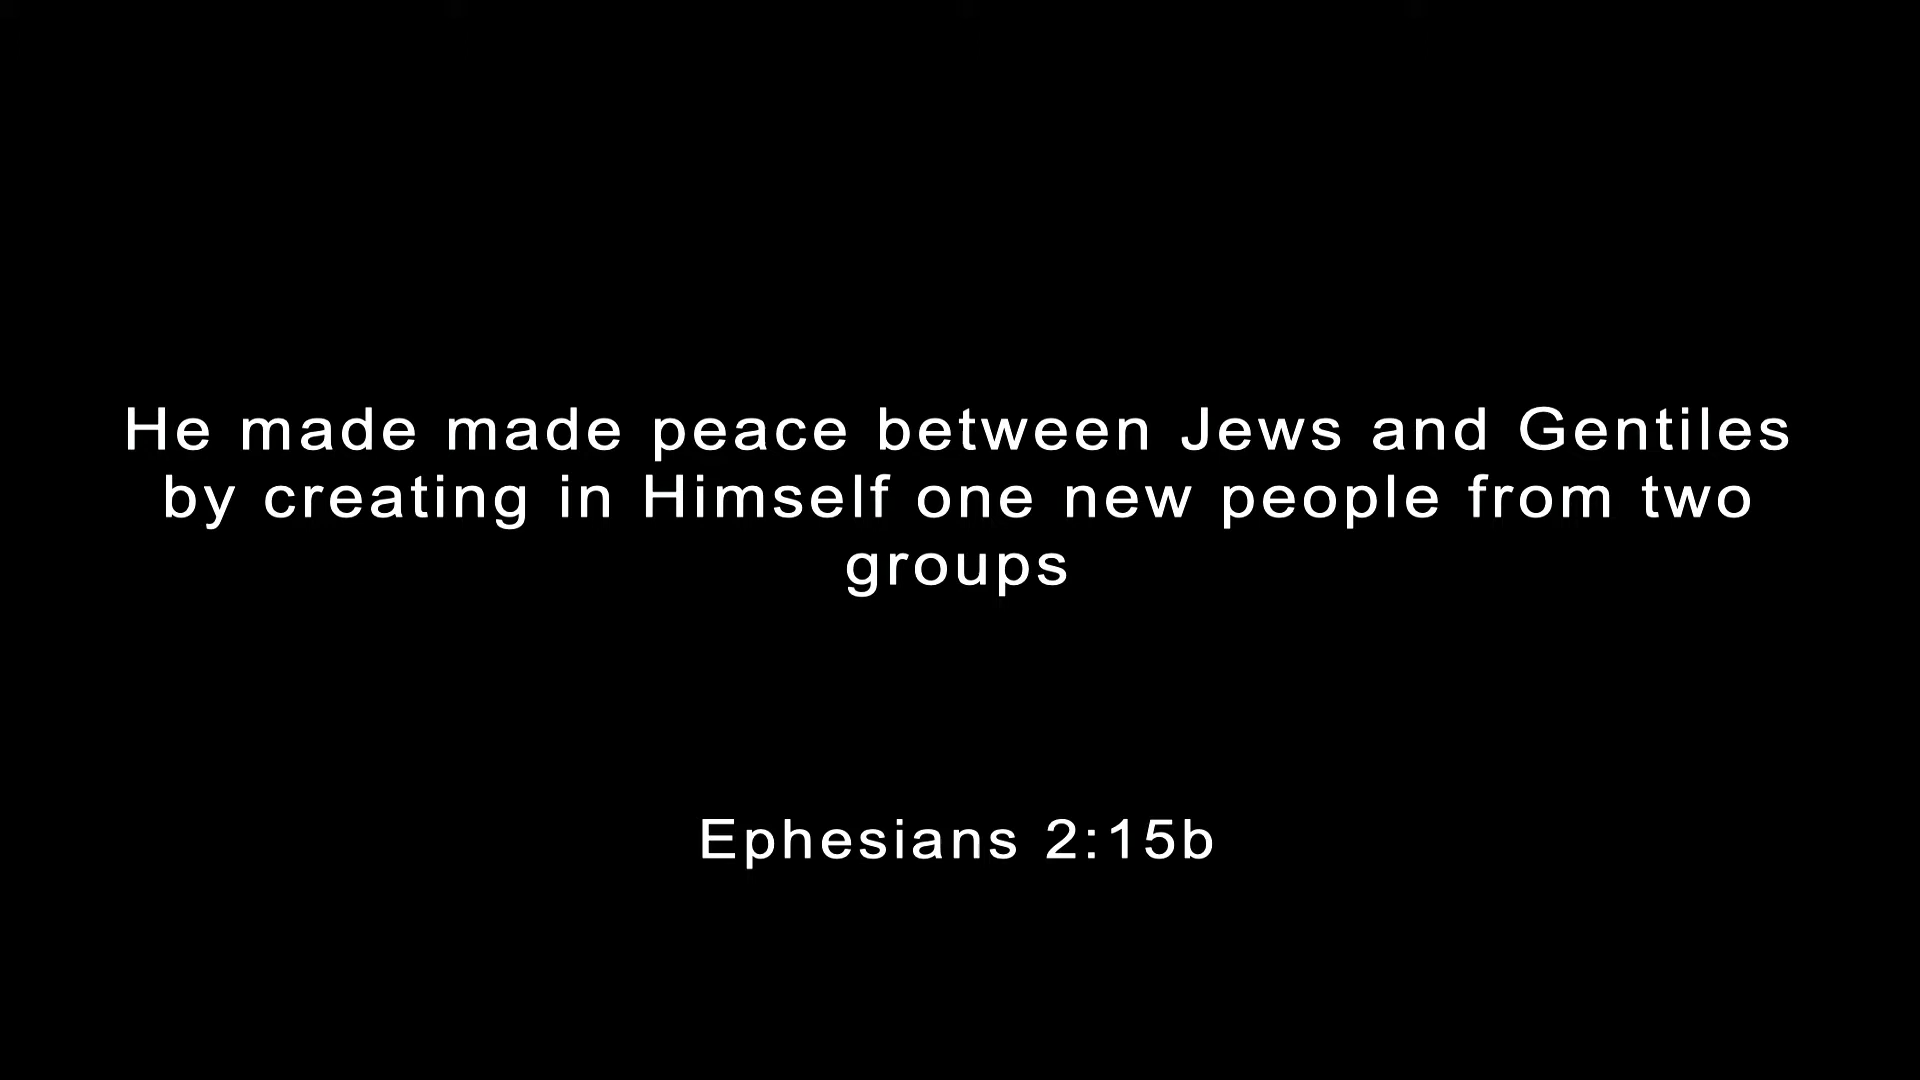 He made made peace between Jews and Gentiles
by creating in Himself one new people from two
groups
Ephesians 2:15b